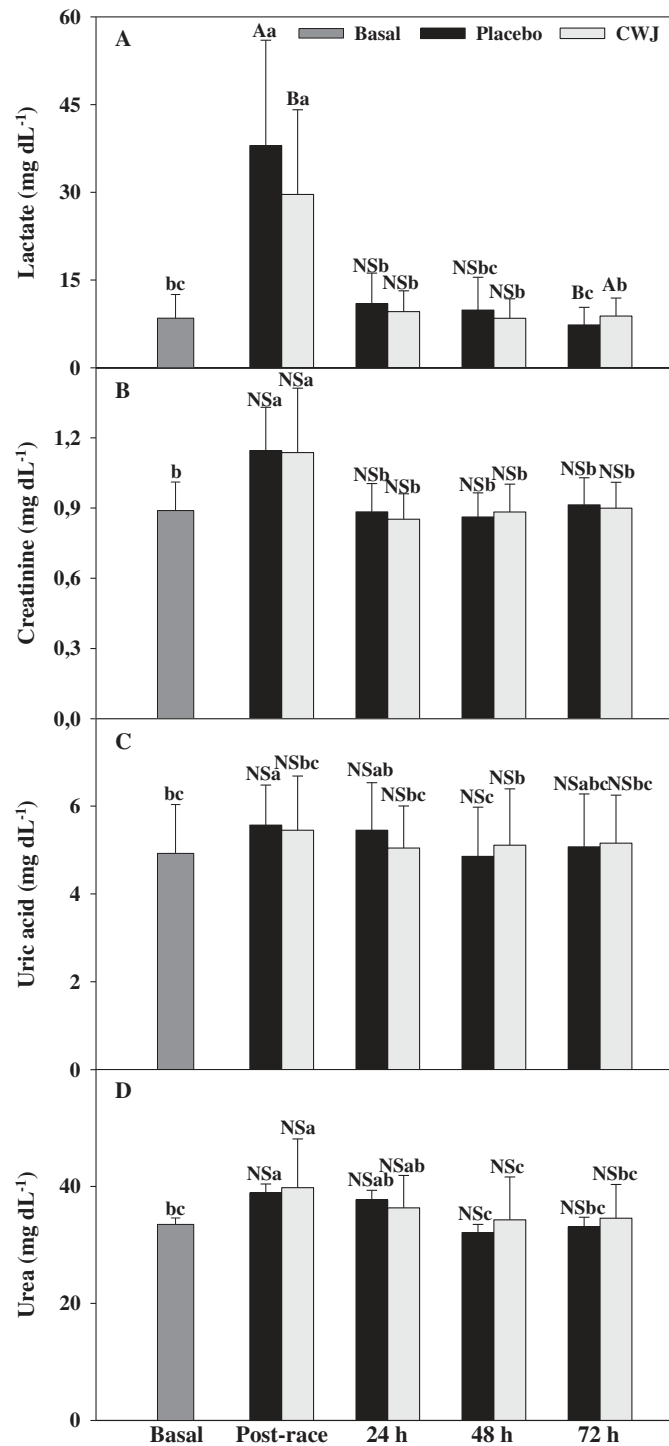 60
A
Aa
Basal
Placebo
CWJ
45
Ba
Lactate (mg dL⁻¹)
30
15
bc
NSb
NSb
NSbc
NSb
Bc
Ab
0
B
NSa
NSa
1,2
Creatinine (mg dL⁻¹)
b
NSb
NSb
NSb
NSb
NSb
NSb
0,9
0,6
0,3
0,0
C
Uric acid (mg dL⁻¹)
bc
NSa
NSbc
NSab
NSbc
NSc
NSb
NSabc
NSbc
6
4
2
0
D
Urea (mg dL⁻¹)
bc
NSa
NSa
NSab
NSab
NSc
NSc
NSbc
NSbc
40
20
0
Basal Post-race 24 h 48 h 72 h